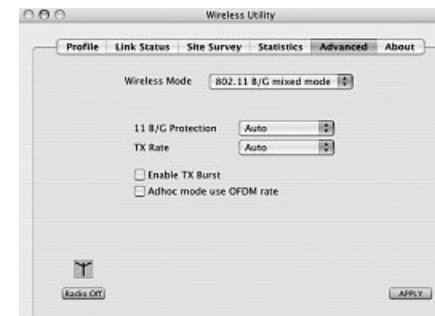 Wireless Utility
Profile Link Status Site Survey Statistics Advanced About
Wireless Mode 802.11 B/G mixed mode
11 B/G Protection Auto
TX Rate Auto
Enable TX Burst
Adhoc mode use OFDM rate
Radio Off
APPLY